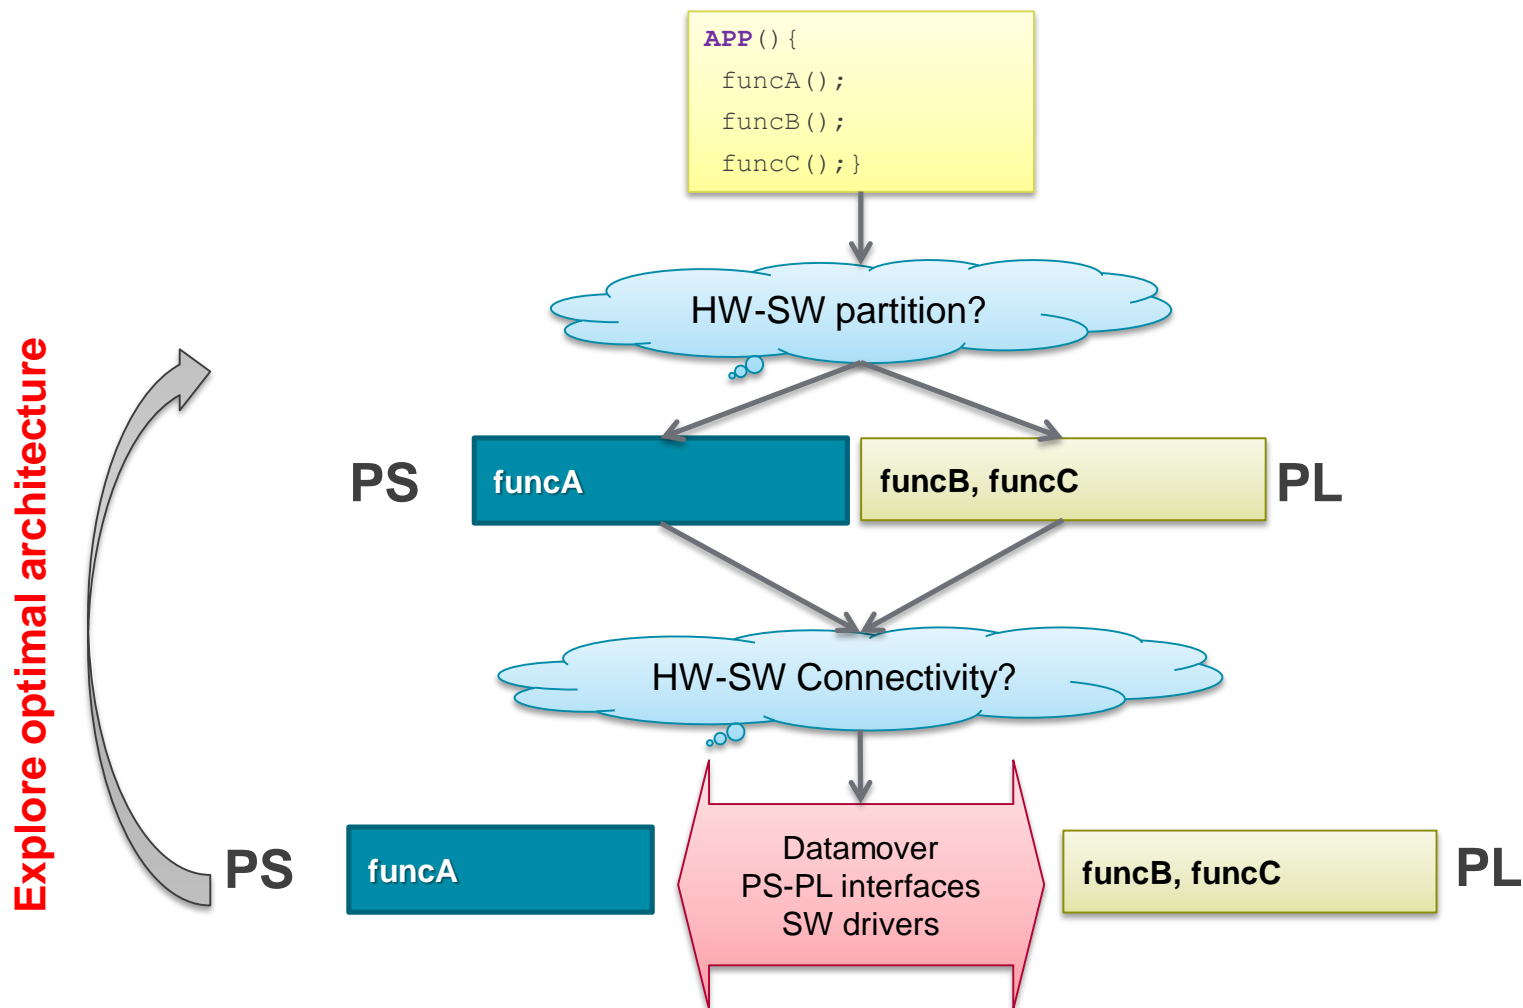 APP(){
funcA();
funcB();
funcC();}
HW-SW partition?
Explore optimal architecture
PS
funcA
funcB, funcC
PL
HW-SW Connectivity?
PS
funcA
Datamover
PS-PL interfaces
SW drivers
funcB, funcC
PL